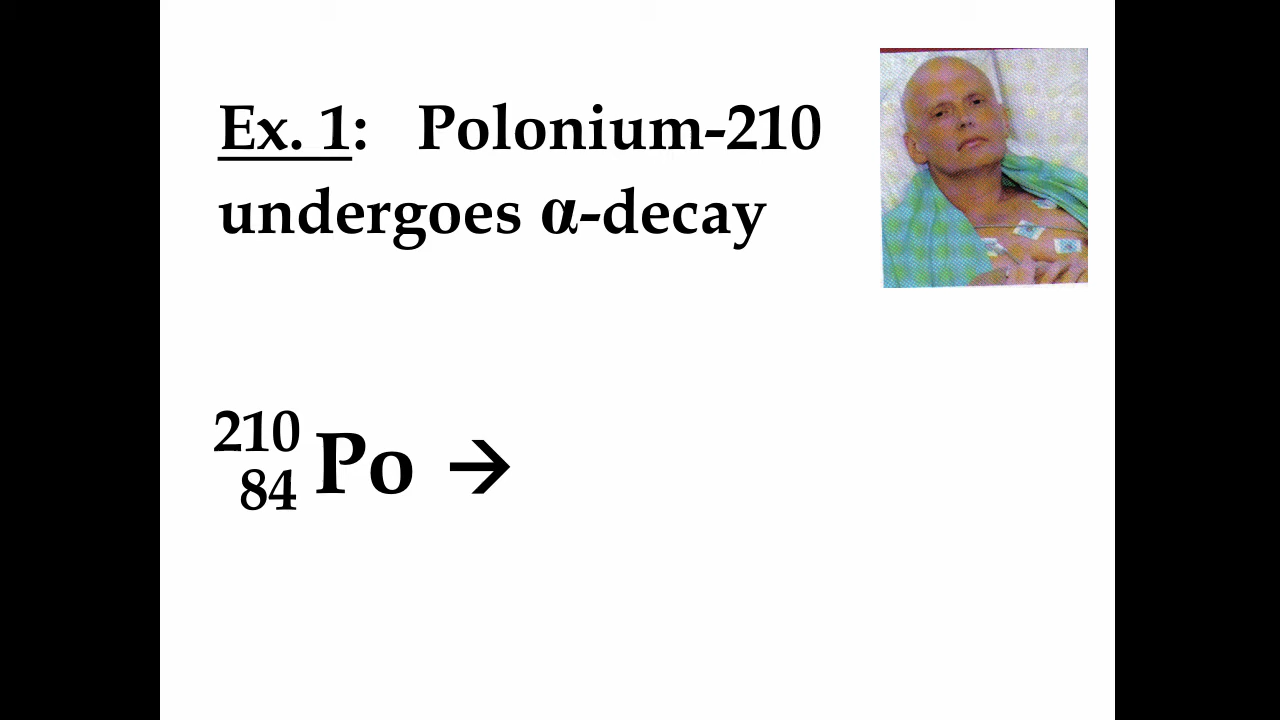 Ex. 1: Polonium-210
undergoes α-decay
210
84 Po →